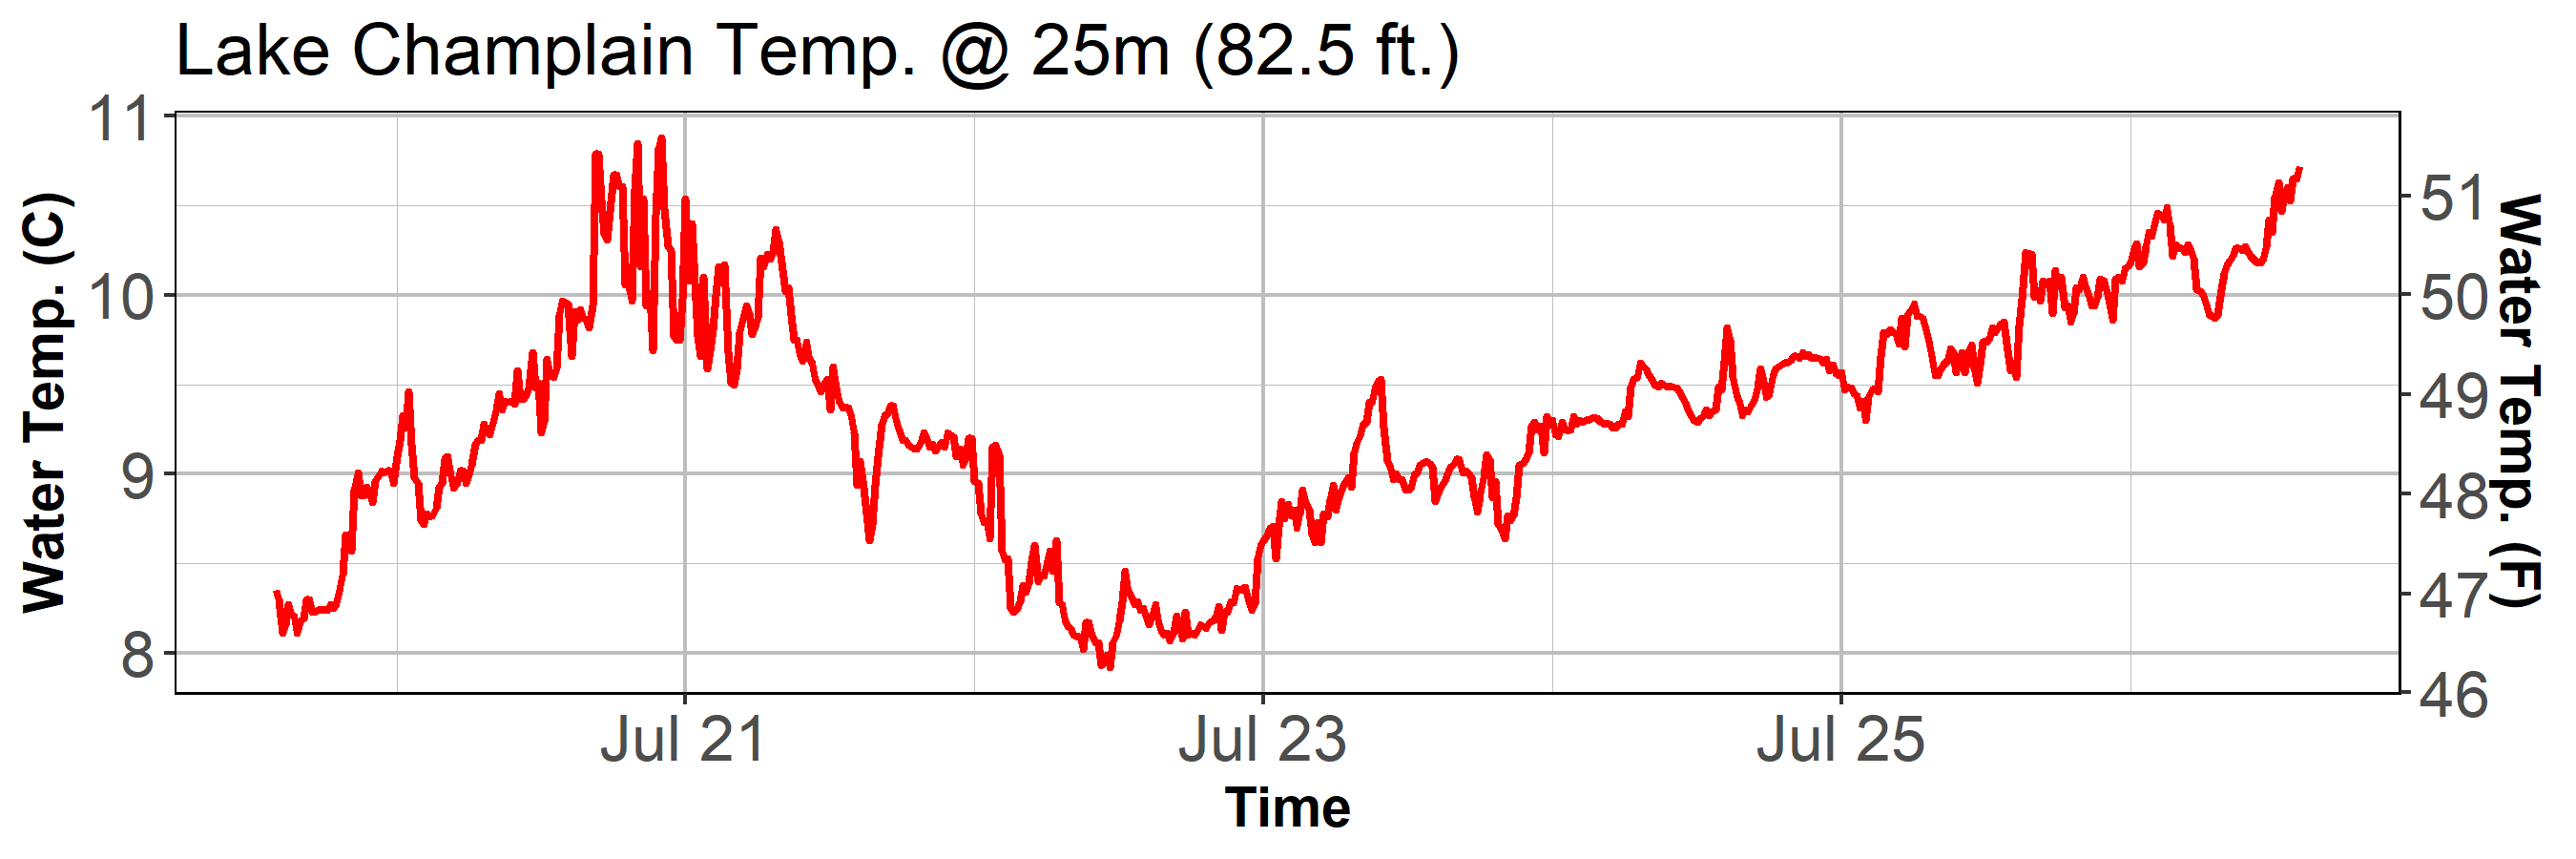 Lake Champlain Temp. @ 25m (82.5 ft.)
11
10
9
8
Water Temp. (C)
51
50
49
48
47
46
Water Temp. (F)
Jul 21 Jul 23 Jul 25
Time